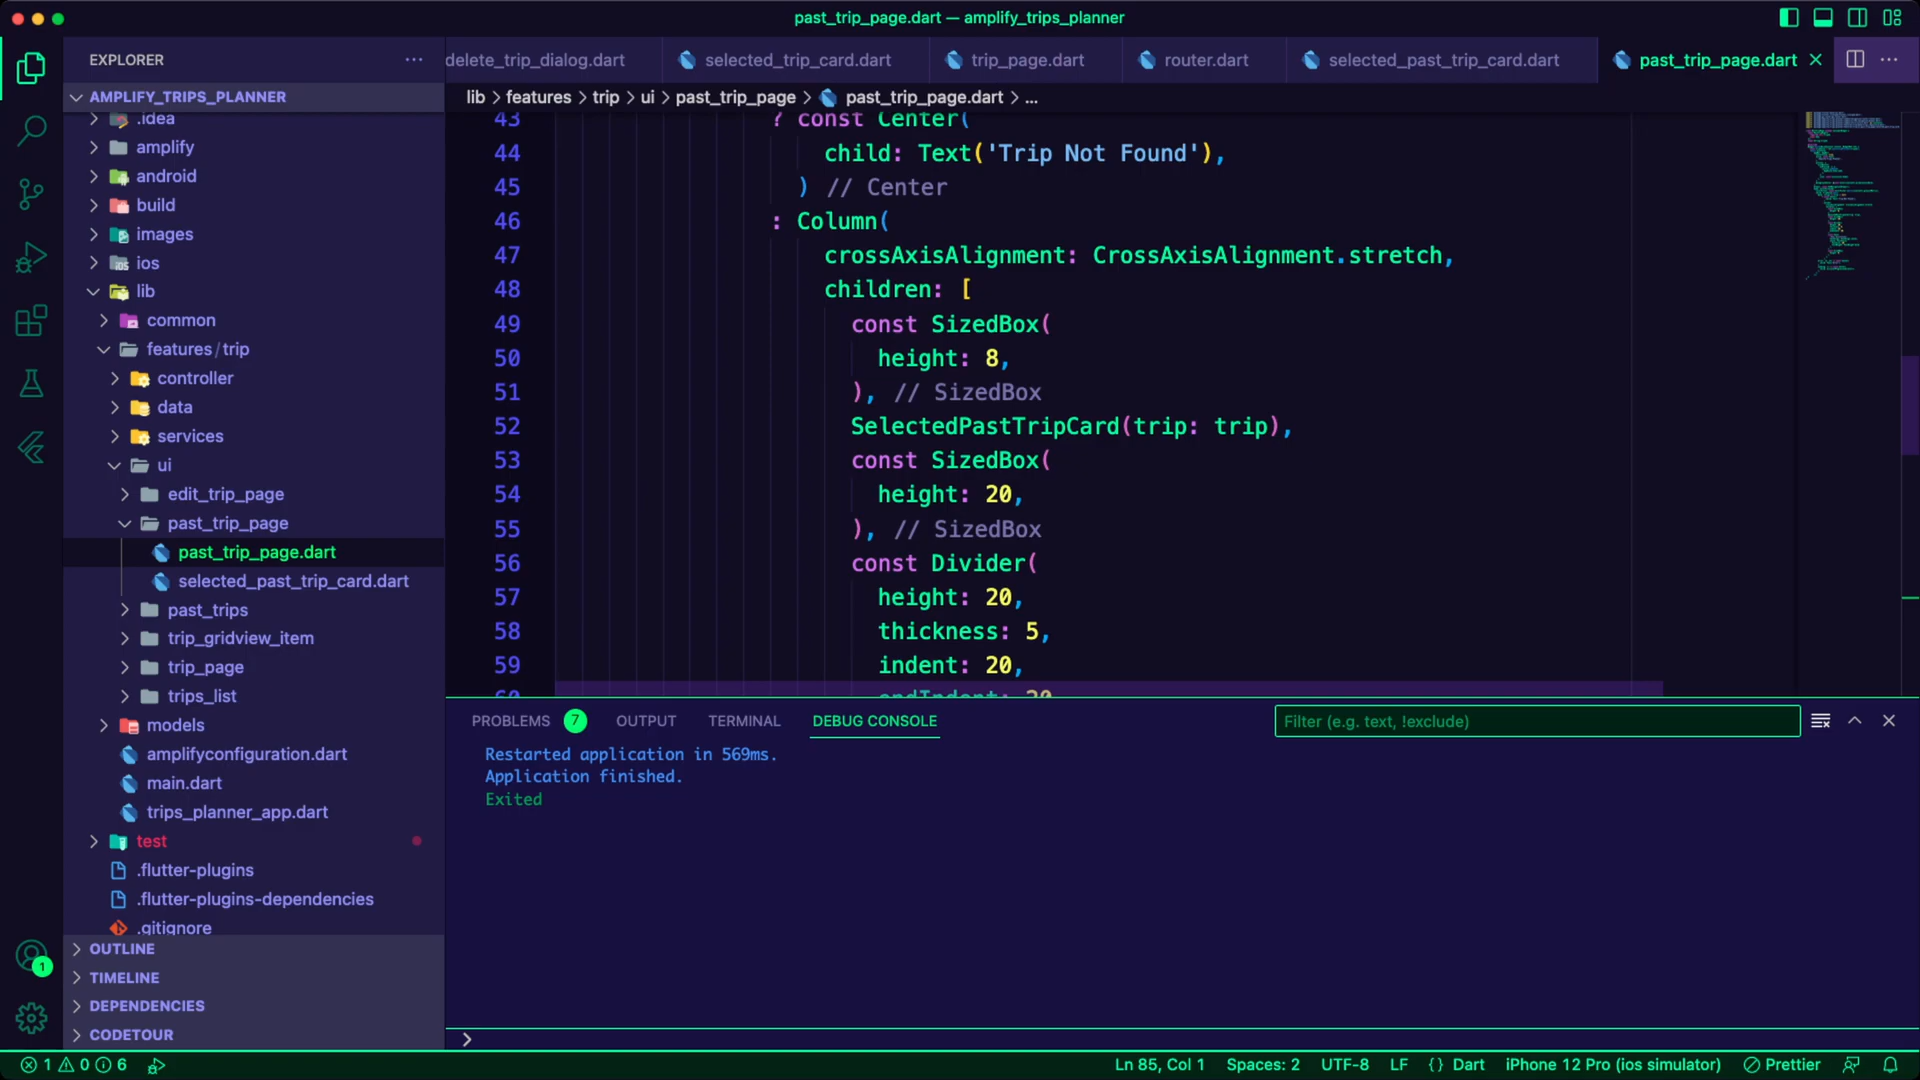 past_trip_page.dart — amplify_trips_planner
EXPLORER
delete_trip_dialog.dart
selected_trip_card.dart
trip_page.dart
router.dart
selected_past_trip_card.dart
past_trip_page.dart
AMPLIFY_TRIPS_PLANNER
lib > features > trip > ui > past_trip_page > past_trip_page.dart > ...
.idea
amplify
android
build
images
ios
lib
common
features/trip
controller
data
services
ui
edit_trip_page
past_trip_page
past_trip_page.dart
selected_past_trip_card.dart
past_trips
trip_gridview_item
trip_page
trips_list
models
amplifyconfiguration.dart
main.dart
trips_planner_app.dart
test
.flutter-plugins
.flutter-plugins-dependencies
.gitignore
OUTLINE
TIMELINE
DEPENDENCIES
CODETOUR
43 ? const Center(
44 child: Text('Trip Not Found'),
45 ) // Center
46 : Column(
47 crossAxisAlignment: CrossAxisAlignment.stretch,
48 children: [
49 const SizedBox(
50 height: 8,
51 ), // SizedBox
52 SelectedPastTripCard(trip: trip),
53 const SizedBox(
54 height: 20,
55 ), // SizedBox
56 const Divider(
57 height: 20,
58 thickness: 5,
59 indent: 20,
60 endIndent: 20
PROBLEMS 7 OUTPUT TERMINAL DEBUG CONSOLE
Filter (e.g. text, !exclude)
Restarted application in 569ms.
Application finished.
Exited
>
1
1 0 6
Ln 85, Col 1 Spaces: 2 UTF-8 LF {} Dart iPhone 12 Pro (ios simulator) Prettier